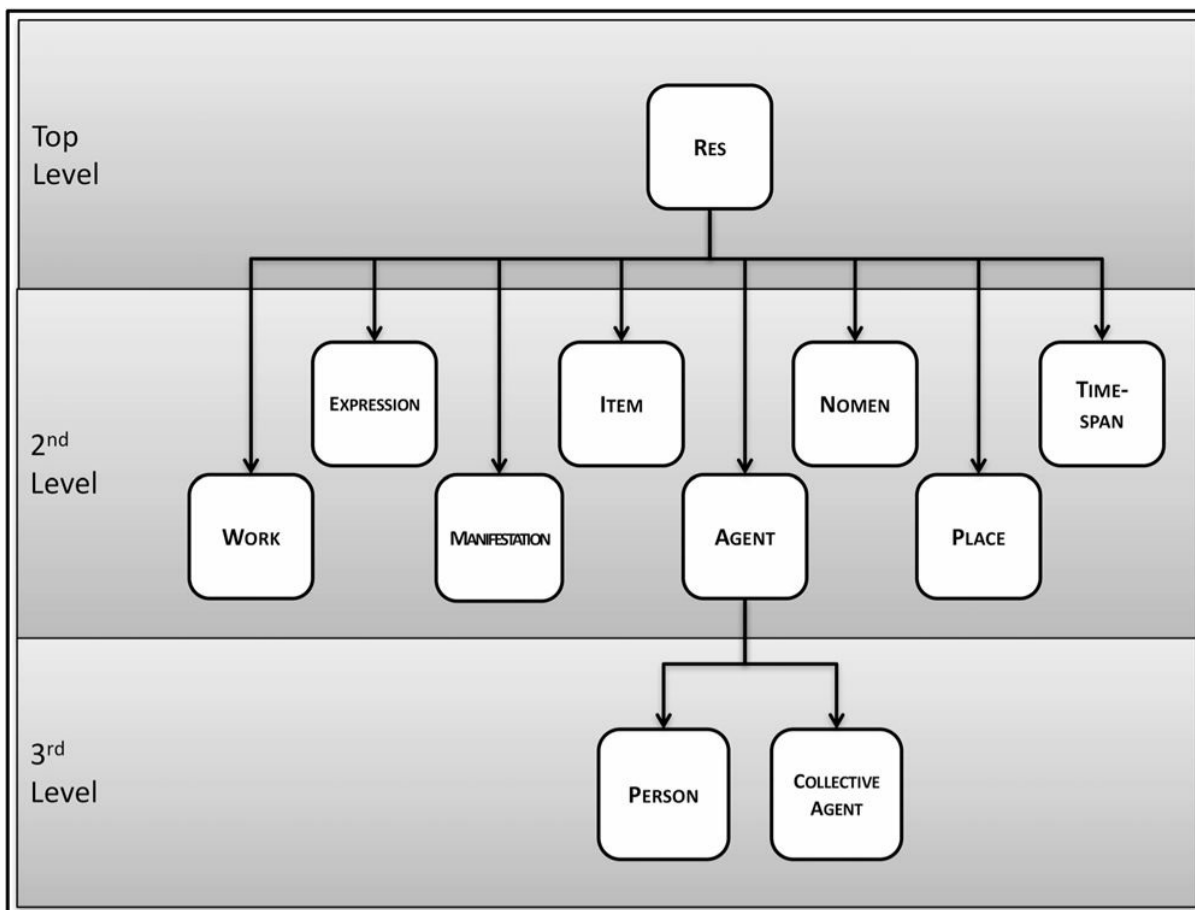 Top
Level
RES
2nd
Level
EXPRESSION
ITEM
NOMEN
TIME-
SPAN
WORK
MANIFESTATION
AGENT
PLACE
3rd
Level
PERSON
COLLECTIVE
AGENT